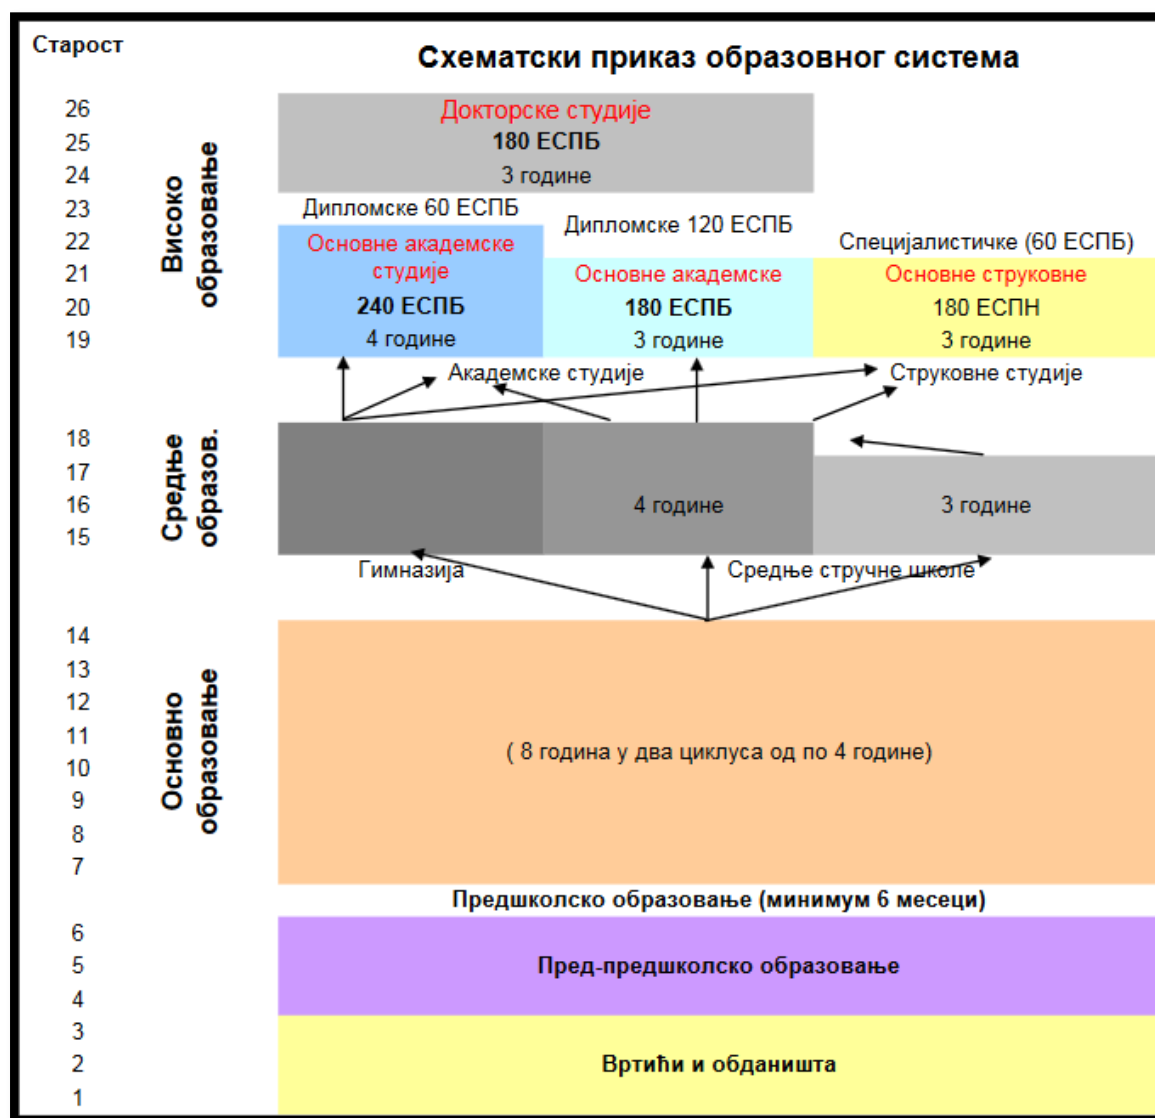 Старост
Схематски приказ образовног система
26
25
24
23
22
21
20
19
Високо
образовање
Докторске студије
180 ЕСПБ
3 године
Дипломске 60 ЕСПБ
Дипломске 120 ЕСПБ
Специјалистичке (60 ЕСПБ)
Основне академске
студије
240 ЕСПБ
4 године
Основне академске
180 ЕСПБ
3 године
Основне струковне
180 ЕСПН
3 године
Академске студије
Струковне студије
18
17
16
15
Средње
образов.
4 године
3 године
Гимназија
Средње стручне школе
14
13
12
11
10
9
8
7
Основно
образовање
( 8 година у два циклуса од по 4 године)
Предшколско образовање (минимум 6 месеци)
6
5
4
Пред-предшколско образовање
3
2
1
Вртићи и обданишта